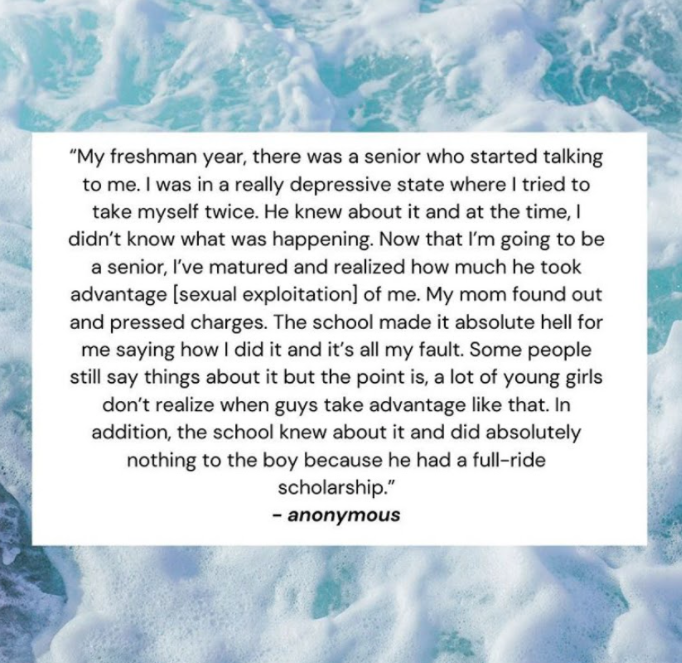 “My freshman year, there was a senior who started talking
to me. I was in a really depressive state where I tried to
take myself twice. He knew about it and at the time, I
didn’t know what was happening. Now that I’m going to be
a senior, I’ve matured and realized how much he took
advantage [sexual exploitation] of me. My mom found out
and pressed charges. The school made it absolute hell for
me saying how I did it and it’s all my fault. Some people
still say things about it but the point is, a lot of young girls
don’t realize when guys take advantage like that. In
addition, the school knew about it and did absolutely
nothing to the boy because he had a full-ride
scholarship.”
– anonymous